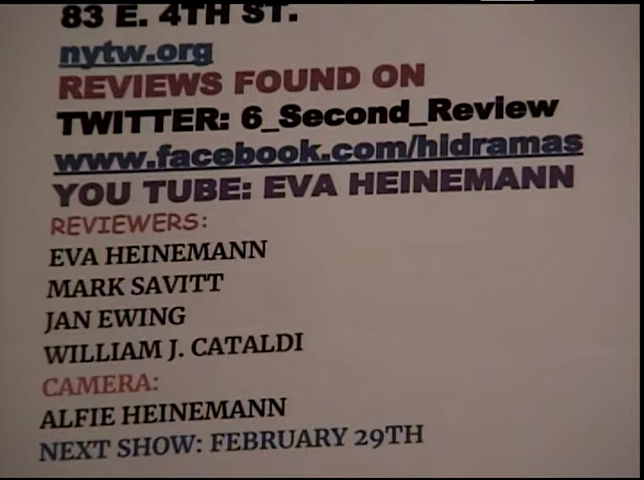 83 E. 4TH ST.
nytw.org
REVIEWS FOUND ON
TWITTER: 6_Second_Review
www.facebook.com/hidramas
YOU TUBE: EVA HEINEMANN
REVIEWERS:
EVA HEINEMANN
MARK SAVITT
JAN EWING
WILLIAM J. CATALDI
CAMERA:
ALFIE HEINEMANN
NEXT SHOW: FEBRUARY 29TH